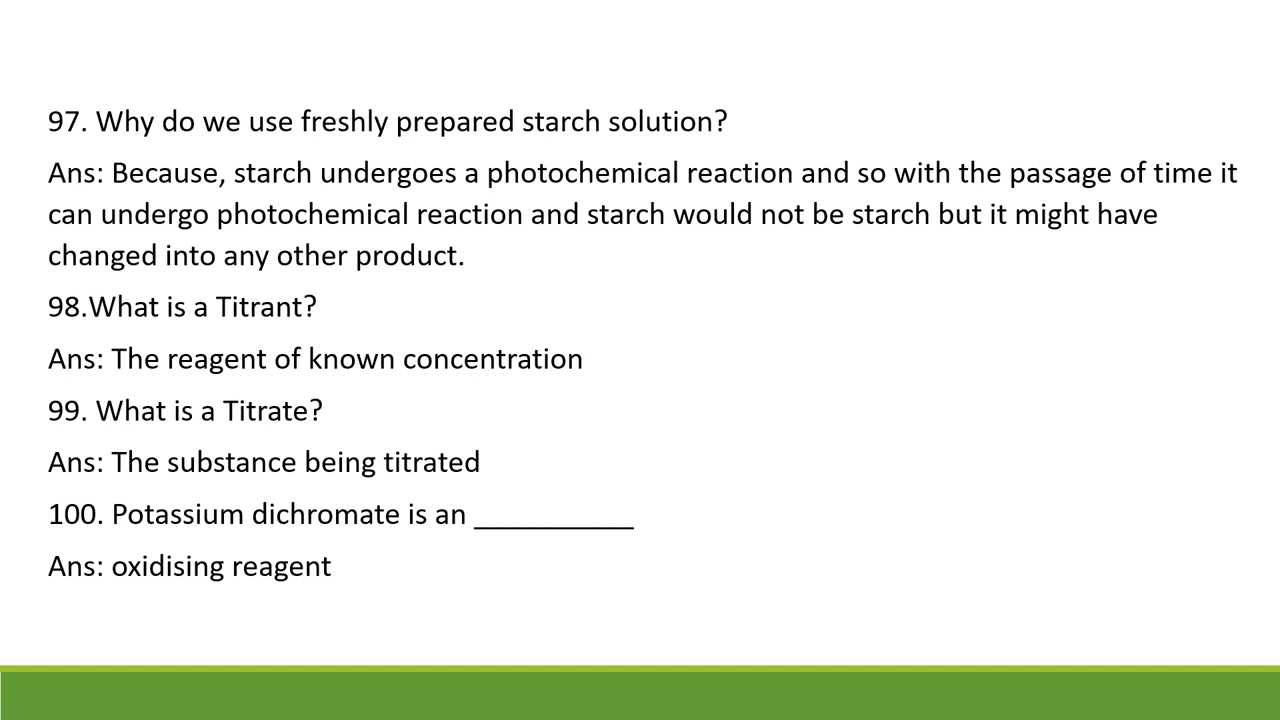 97. Why do we use freshly prepared starch solution?
Ans: Because, starch undergoes a photochemical reaction and so with the passage of time it
can undergo photochemical reaction and starch would not be starch but it might have
changed into any other product.
98.What is a Titrant?
Ans: The reagent of known concentration
99. What is a Titrate?
Ans: The substance being titrated
100. Potassium dichromate is an __________
Ans: oxidising reagent